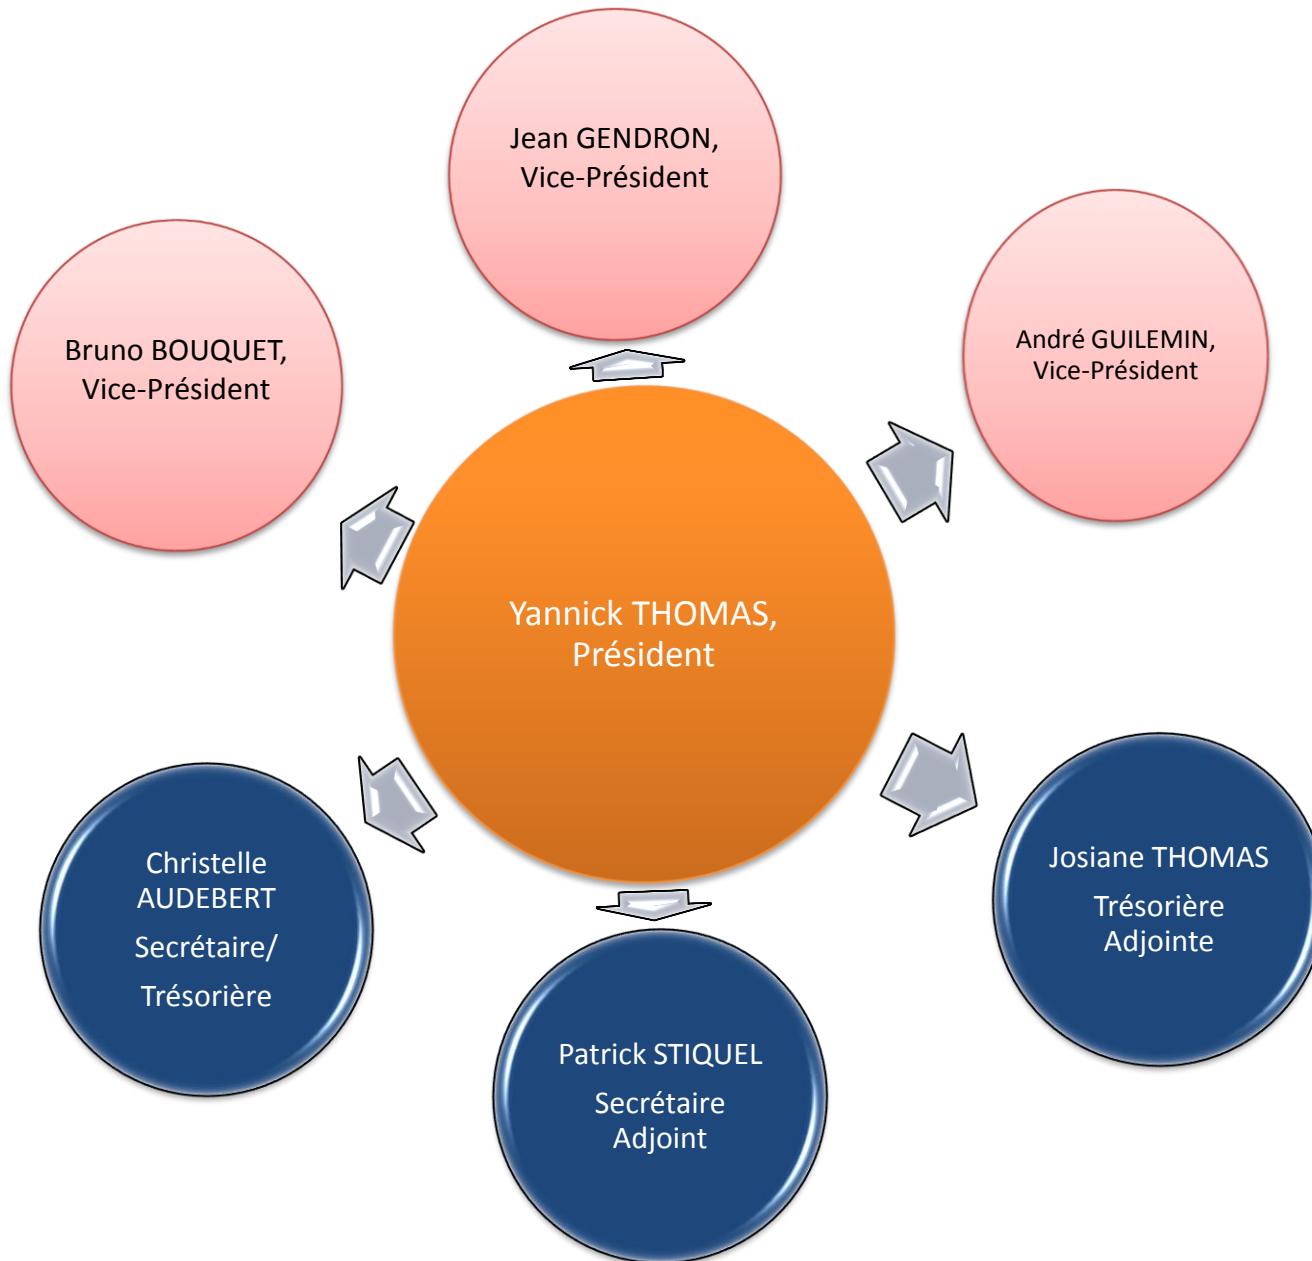 Jean GENDRON,
Vice-Président
Bruno BOUQUET,
Vice-Président
André GUILEMIN,
Vice-Président
Yannick THOMAS,
Président
Christelle
AUDEBERT
Secrétaire/
Trésorière
Josiane THOMAS
Trésorière
Adjointe
Patrick STIQUEL
Secrétaire
Adjoint